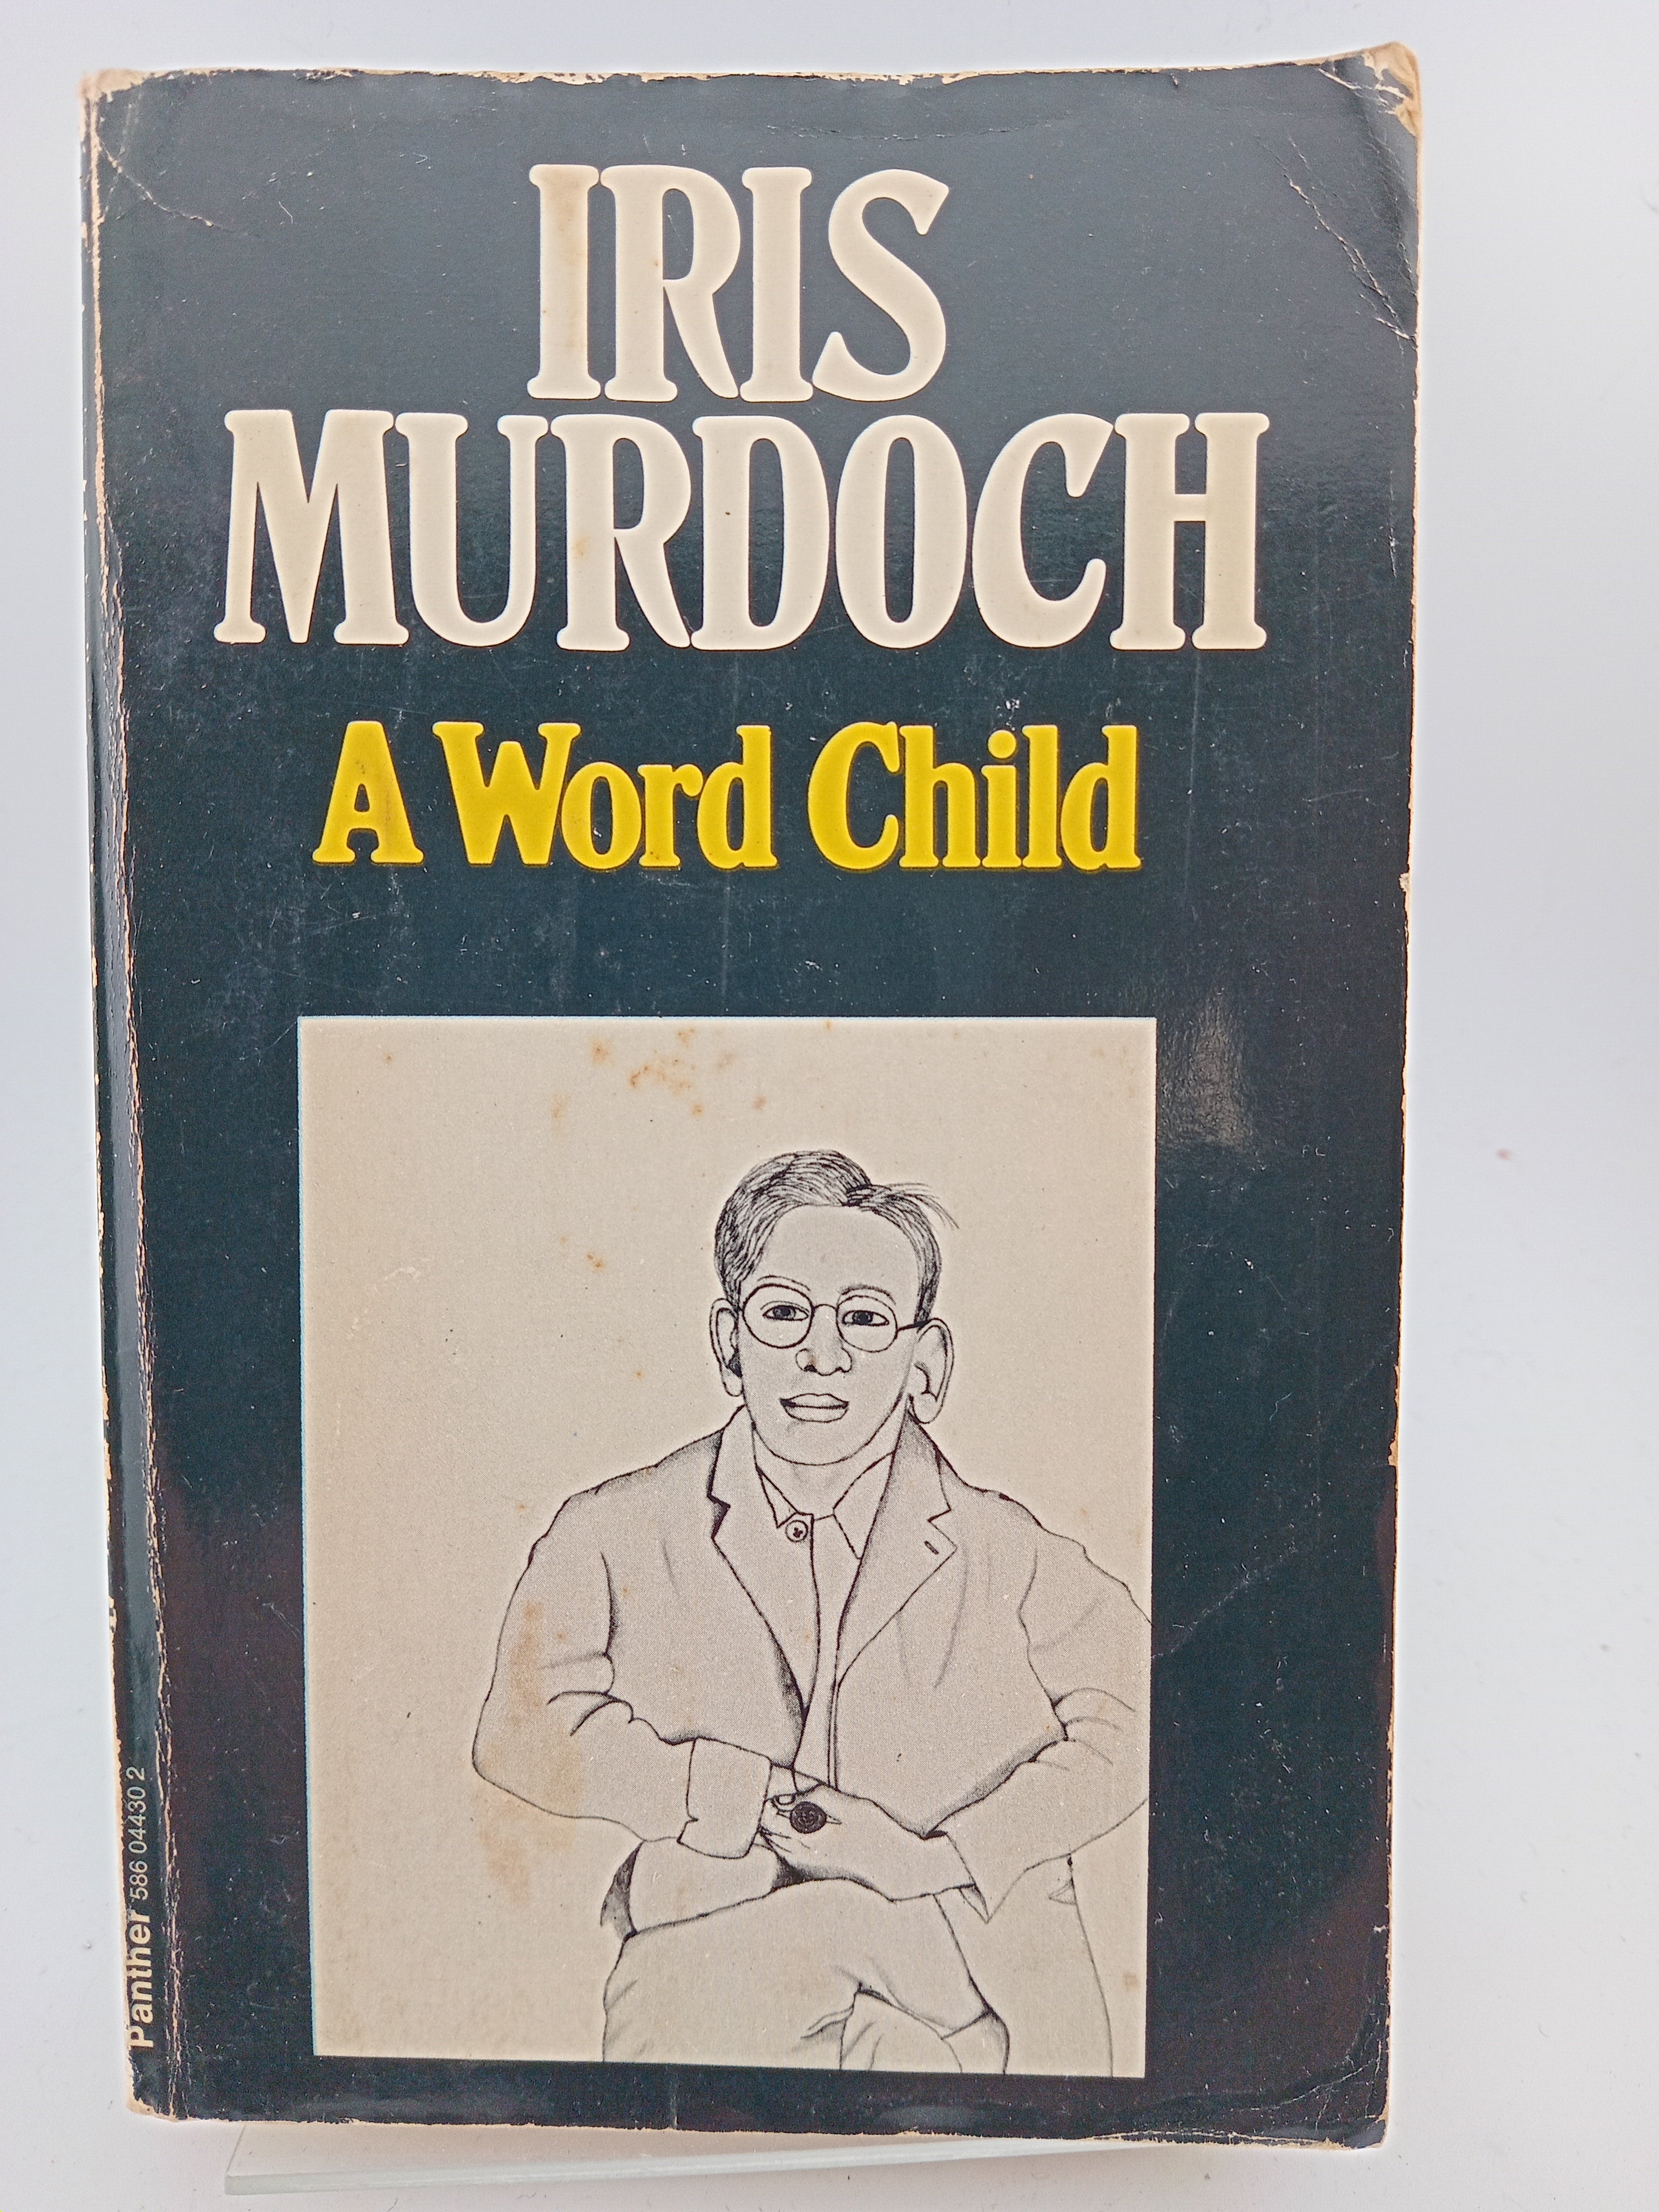 IRIS
MURDOCH
A Word Child
Panther 586 04430 2